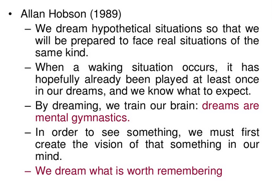 • Allan Hobson (1989)
– We dream hypothetical situations so that we
will be prepared to face real situations of the
same kind.
– When a waking situation occurs, it has
hopefully already been played at least once
in our dreams, and we know what to expect.
– By dreaming, we train our brain: dreams are
mental gymnastics.
– In order to see something, we must first
create the vision of that something in our
mind.
– We dream what is worth remembering